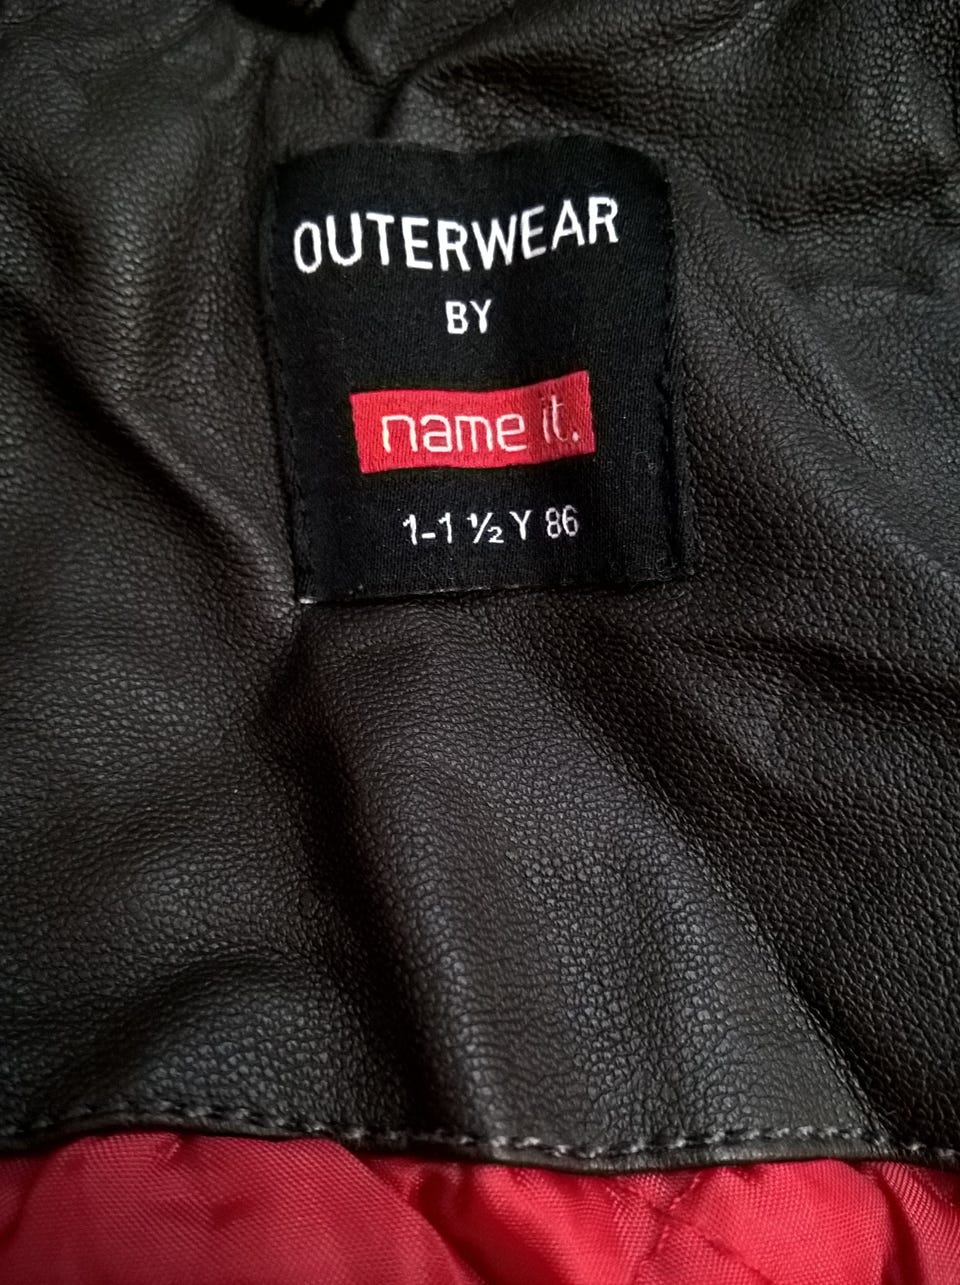 OUTERWEAR
BY
name it.
1-1 ½ Y 86